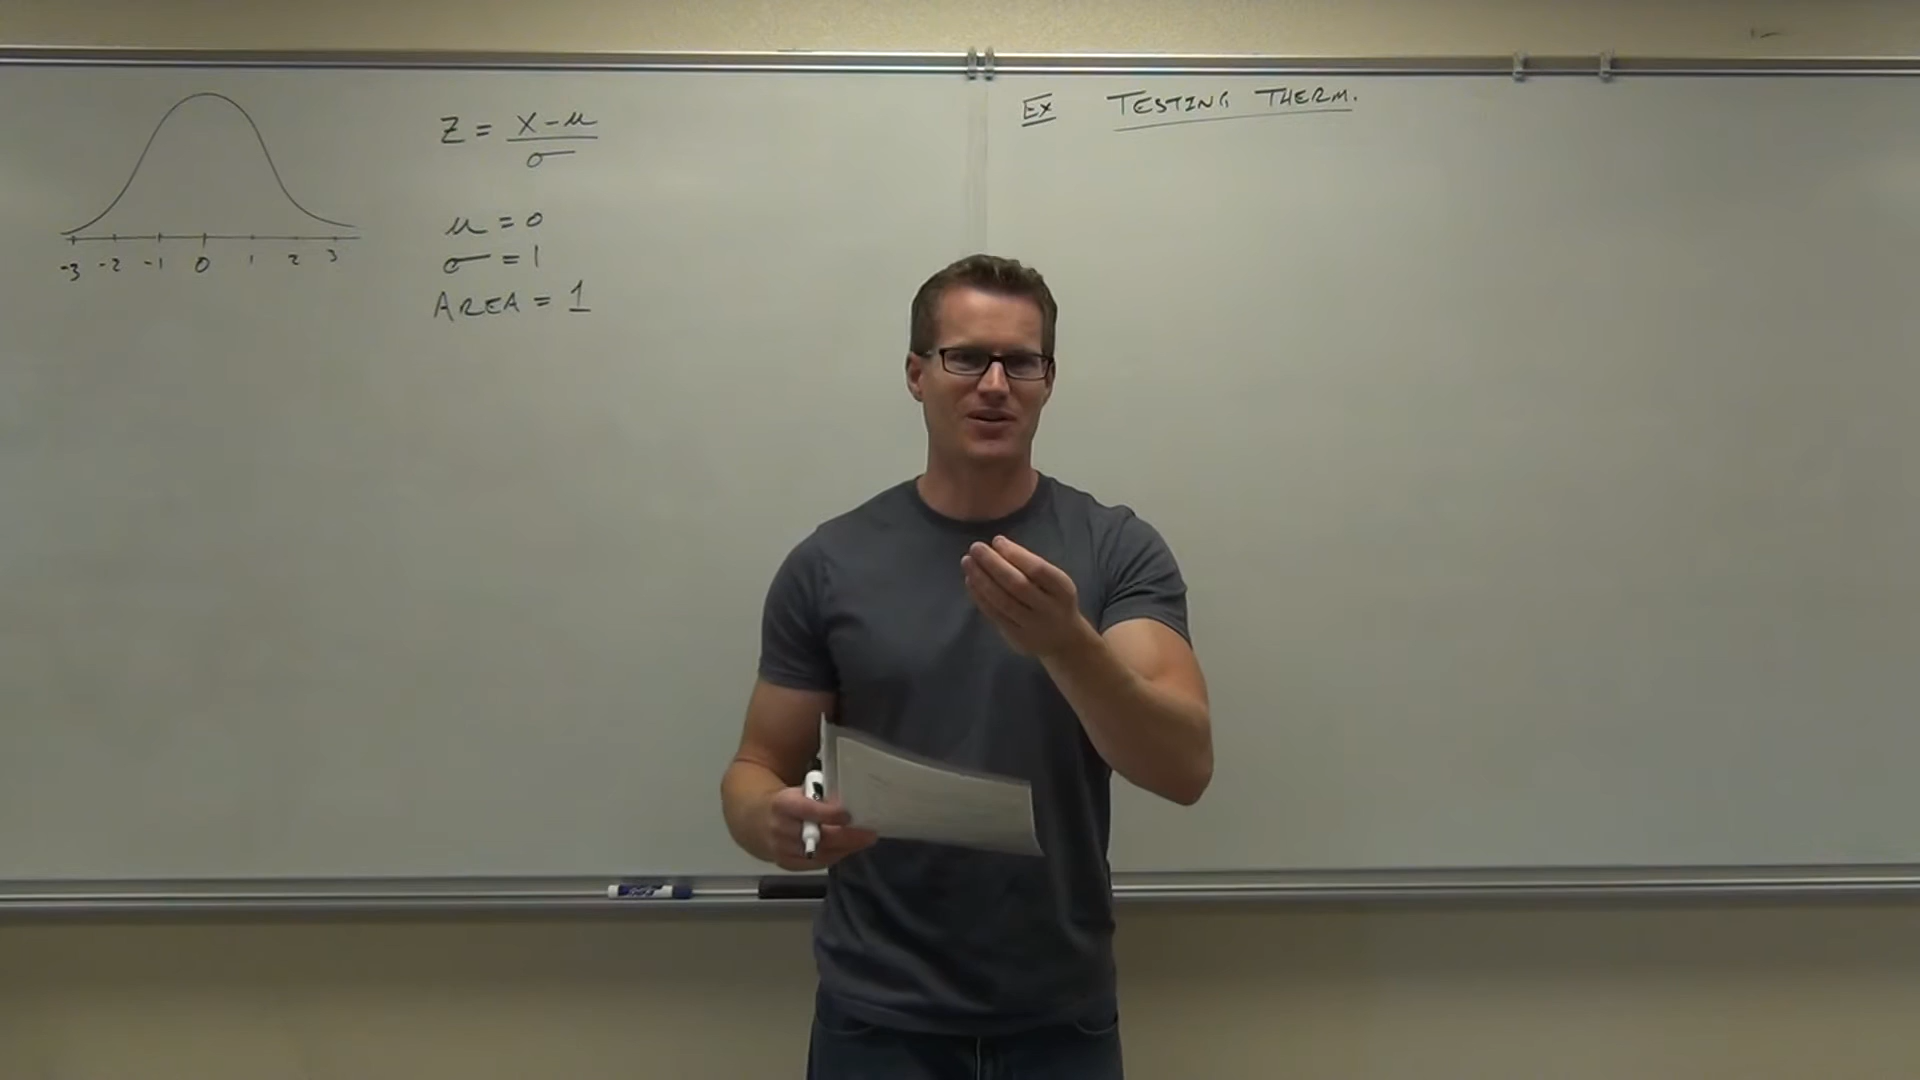 -3 -2 -1 0 1 2 3
Z = X - μ
σ
μ = 0
σ = 1
AREA = 1
EX TESTING THERM.